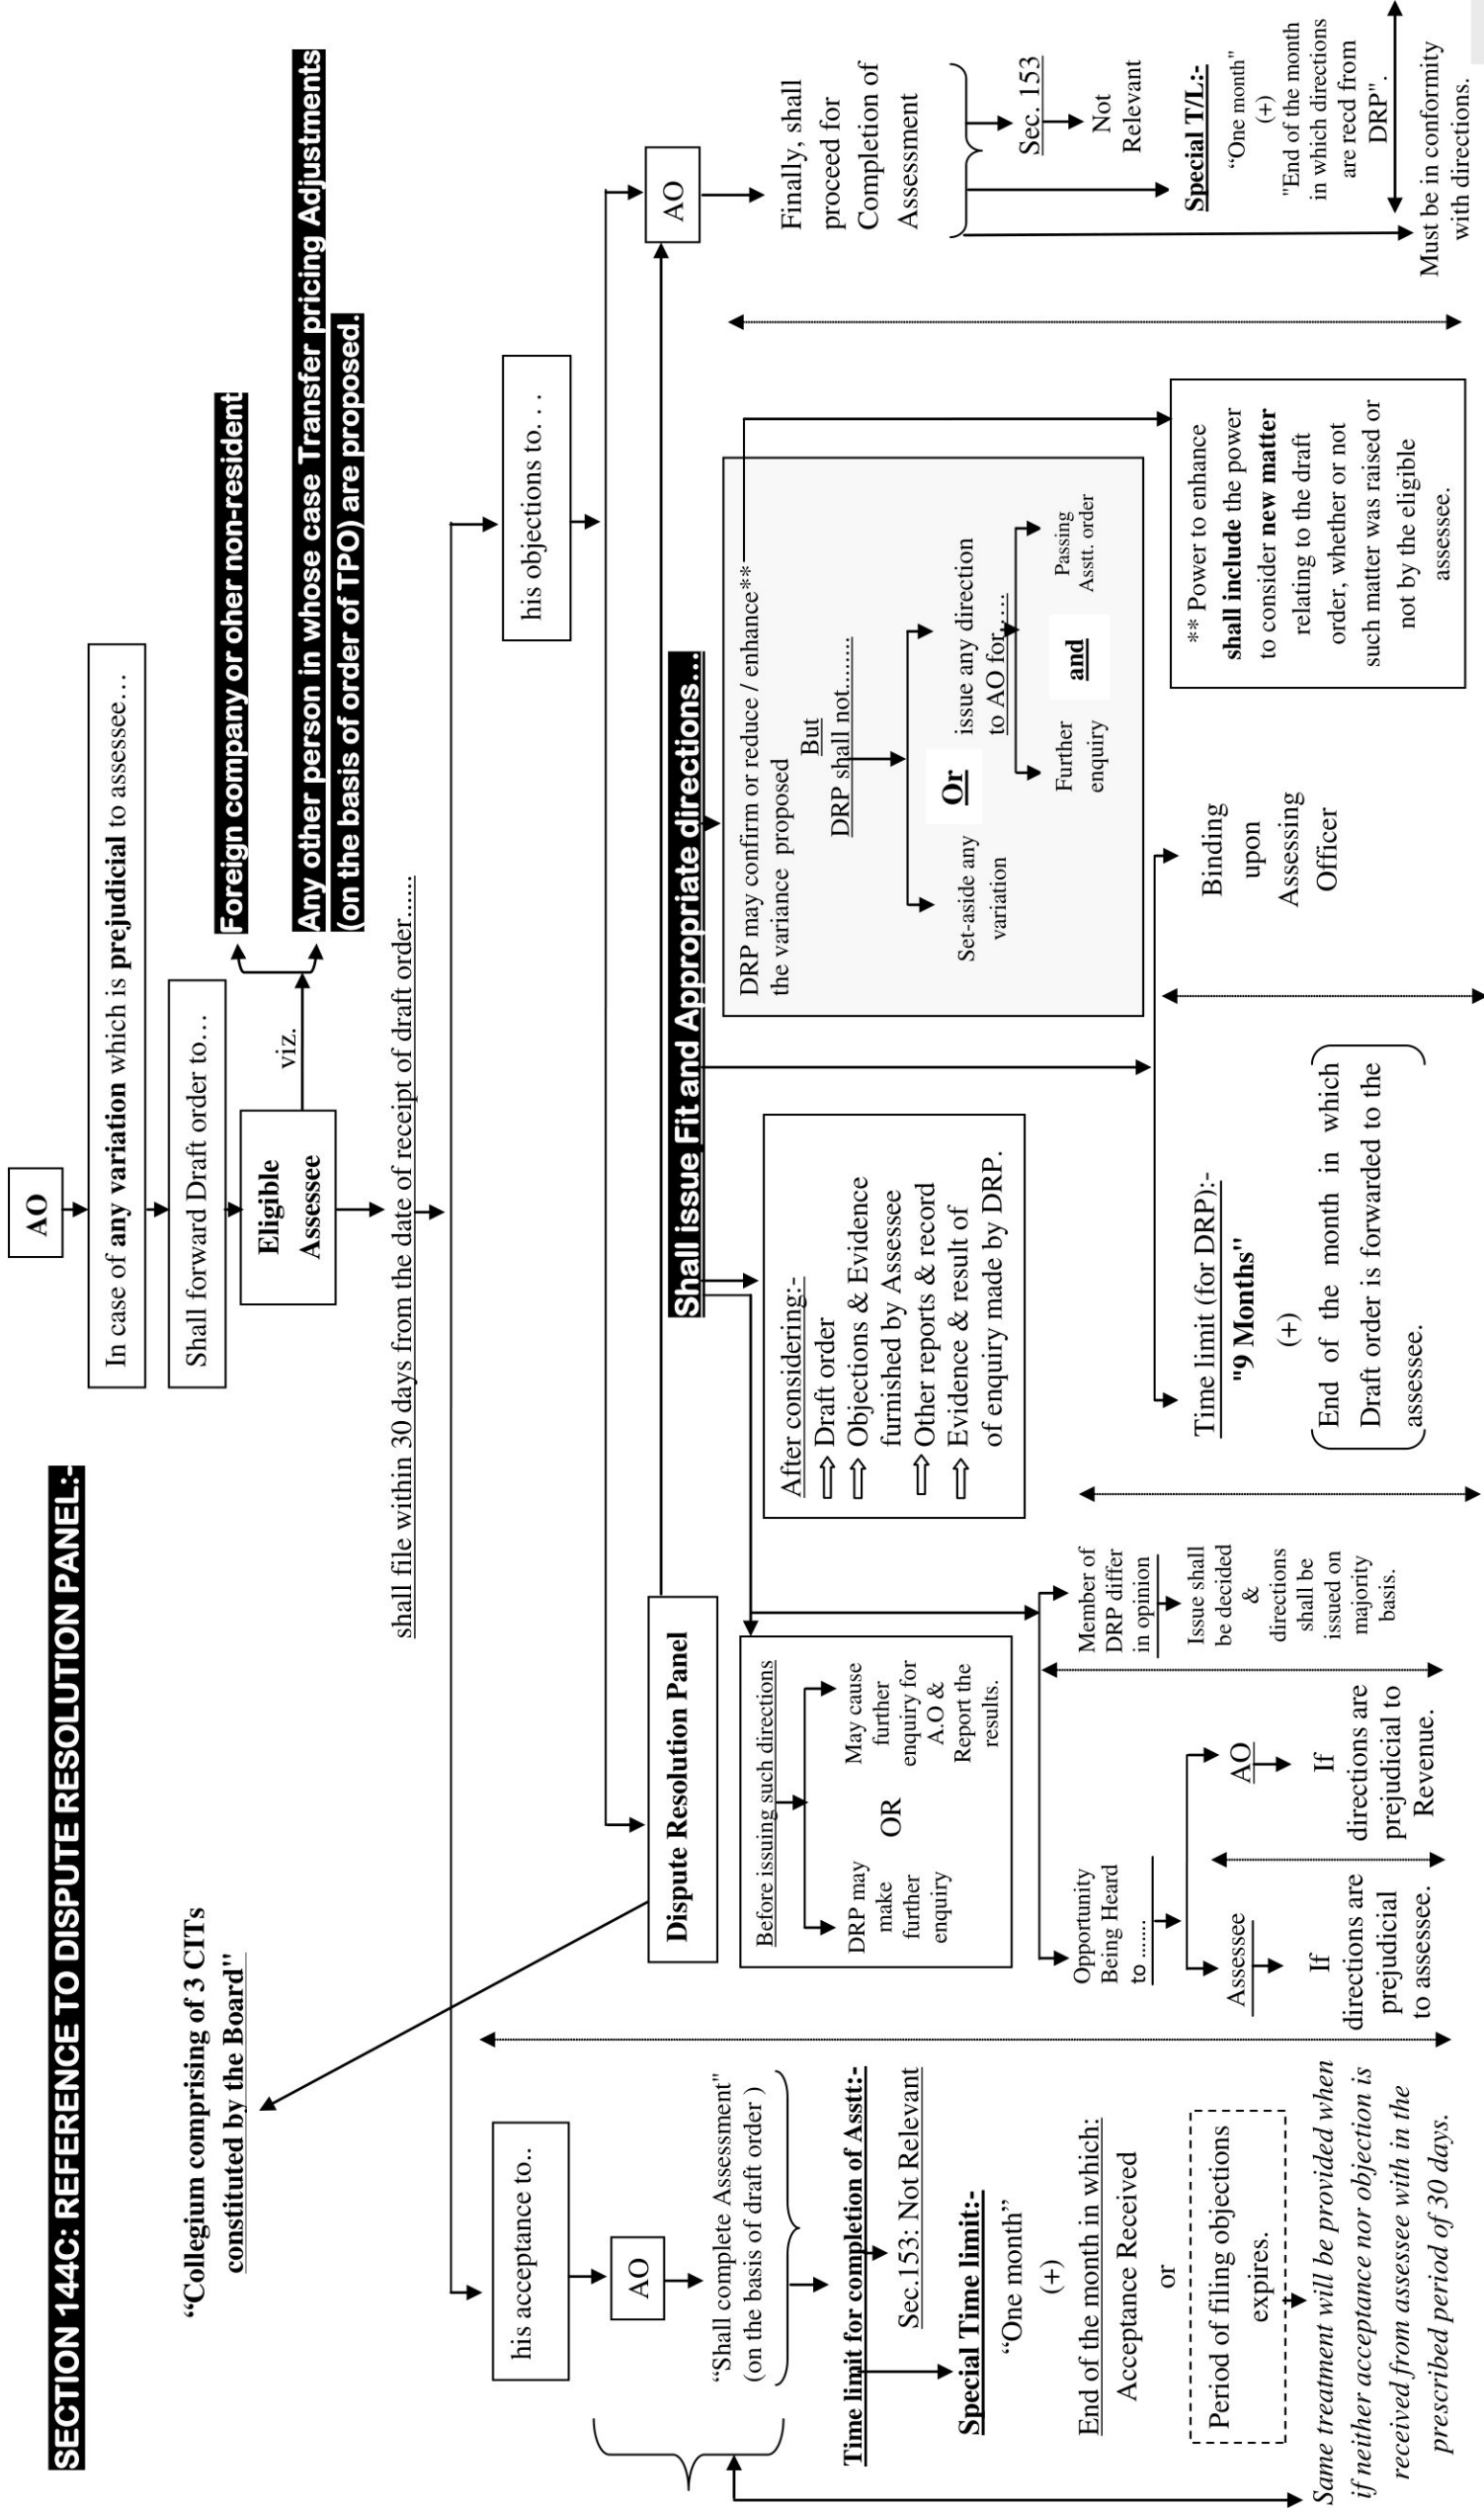 SECTION 144C: REFERENCE TO DISPUTE RESOLUTION PANEL:-
AO
In case of any variation which is prejudicial to assessee…
Shall forward Draft order to…
Eligible
Assessee
viz.
Foreign company or oher non-resident
Any other person in whose case Transfer pricing Adjustments
(on the basis of order of TPO) are proposed.
“Collegium comprising of 3 CITs
constituted by the Board"
shall file within 30 days from the date of receipt of draft order......
his acceptance to..
AO
“Shall complete Assessment"
(on the basis of draft order )
Time limit for completion of Asstt:-
Sec.153: Not Relevant
Special Time limit:-
“One month”
(+)
End of the month in which:
Acceptance Received
or
Period of filing objections
expires.
Same treatment will be provided when
if neither acceptance nor objection is
received from assessee with in the
prescribed period of 30 days.
his objections to. . .
Dispute Resolution Panel
Before issuing such directions
DRP may
make
further
enquiry
OR
May cause
further
enquiry for
A.O &
Report the
results.
Opportunity
Being Heard
to .......
Assessee
If
directions are
prejudicial
to assessee.
AO
If
directions are
prejudicial to
Revenue.
Member of
DRP differ
in opinion
Issue shall
be decided
&
directions
shall be
issued on
majority
basis.
Shall issue Fit and Appropriate directions...
After considering:-
Draft order
Objections & Evidence
furnished by Assessee
Other reports & record
Evidence & result of
of enquiry made by DRP.
Time limit (for DRP):-
"9 Months"
(+)
End of the month in which
Draft order is forwarded to the
assessee.
Binding
upon
Assessing
Officer
DRP may confirm or reduce / enhance**
the variance proposed
But
DRP shall not........
Set-aside any
variation
Or
issue any direction
to AO for......
Further
enquiry
and
Passing
Asstt. order
** Power to enhance
shall include the power
to consider new matter
relating to the draft
order, whether or not
such matter was raised or
not by the eligible
assessee.
AO
Finally, shall
proceed for
Completion of
Assessment
Sec. 153
Not
Relevant
Special T/L:-
“One month"
(+)
"End of the month
in which directions
are recd from
DRP".
Must be in conformity
with directions.